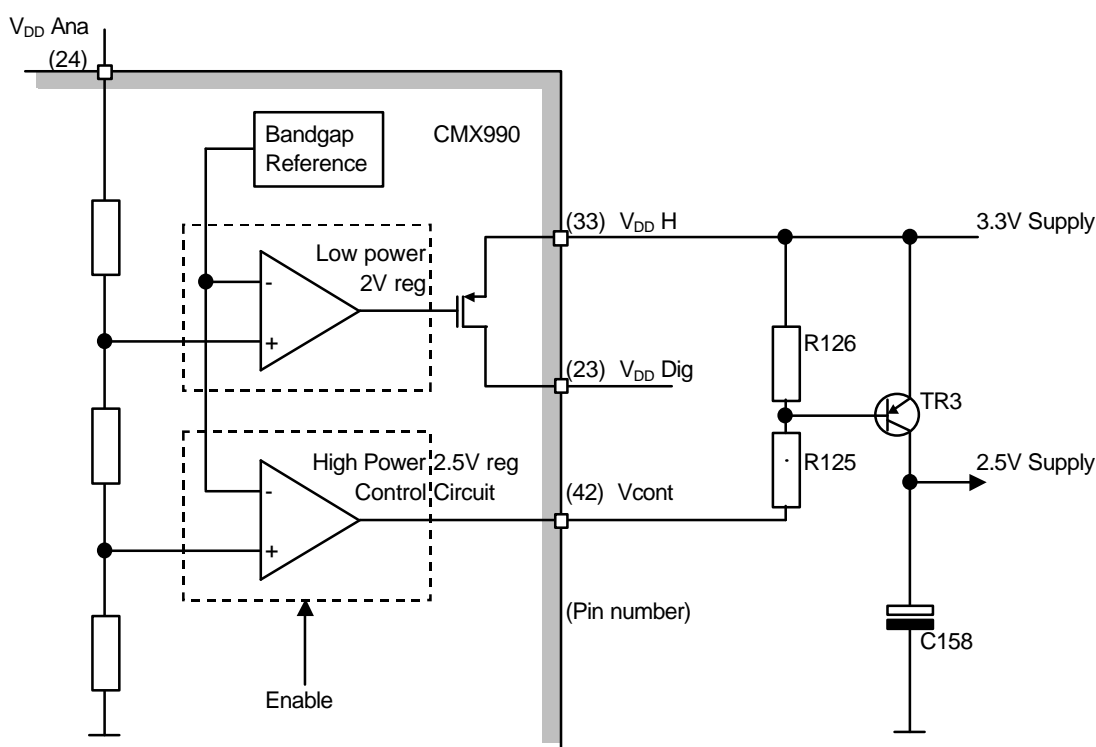 VDD Ana
(24)
Bandgap
Reference
CMX990
(33) VDD H
3.3V Supply
Low power
2V reg
-
+
R126
(23) VDD Dig
TR3
High Power 2.5V reg
Control Circuit
R125
2.5V Supply
(42) Vcont
-
+
(Pin number)
C158
Enable